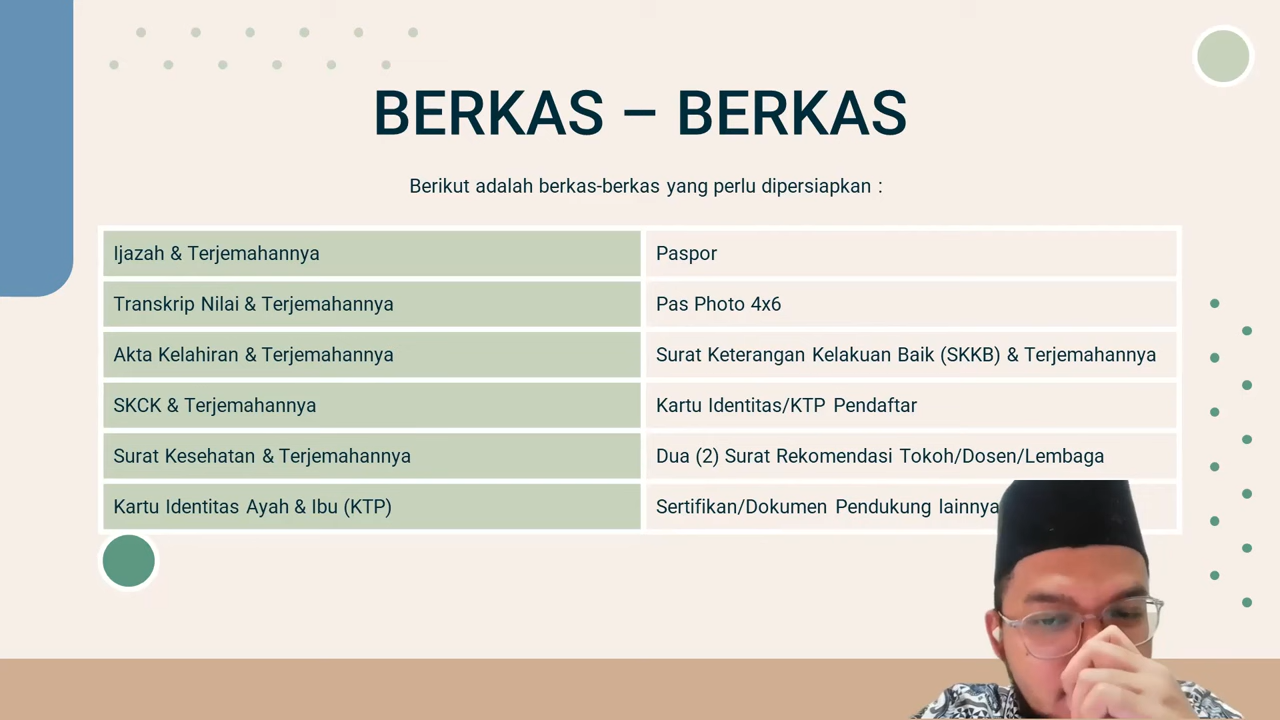 BERKAS – BERKAS
Berikut adalah berkas-berkas yang perlu dipersiapkan :
Ijazah & Terjemahannya
Paspor
Transkrip Nilai & Terjemahannya
Pas Photo 4x6
Akta Kelahiran & Terjemahannya
Surat Keterangan Kelakuan Baik (SKKB) & Terjemahannya
SKCK & Terjemahannya
Kartu Identitas/KTP Pendaftar
Surat Kesehatan & Terjemahannya
Dua (2) Surat Rekomendasi Tokoh/Dosen/Lembaga
Kartu Identitas Ayah & Ibu (KTP)
Sertifikan/Dokumen Pendukung lainnya